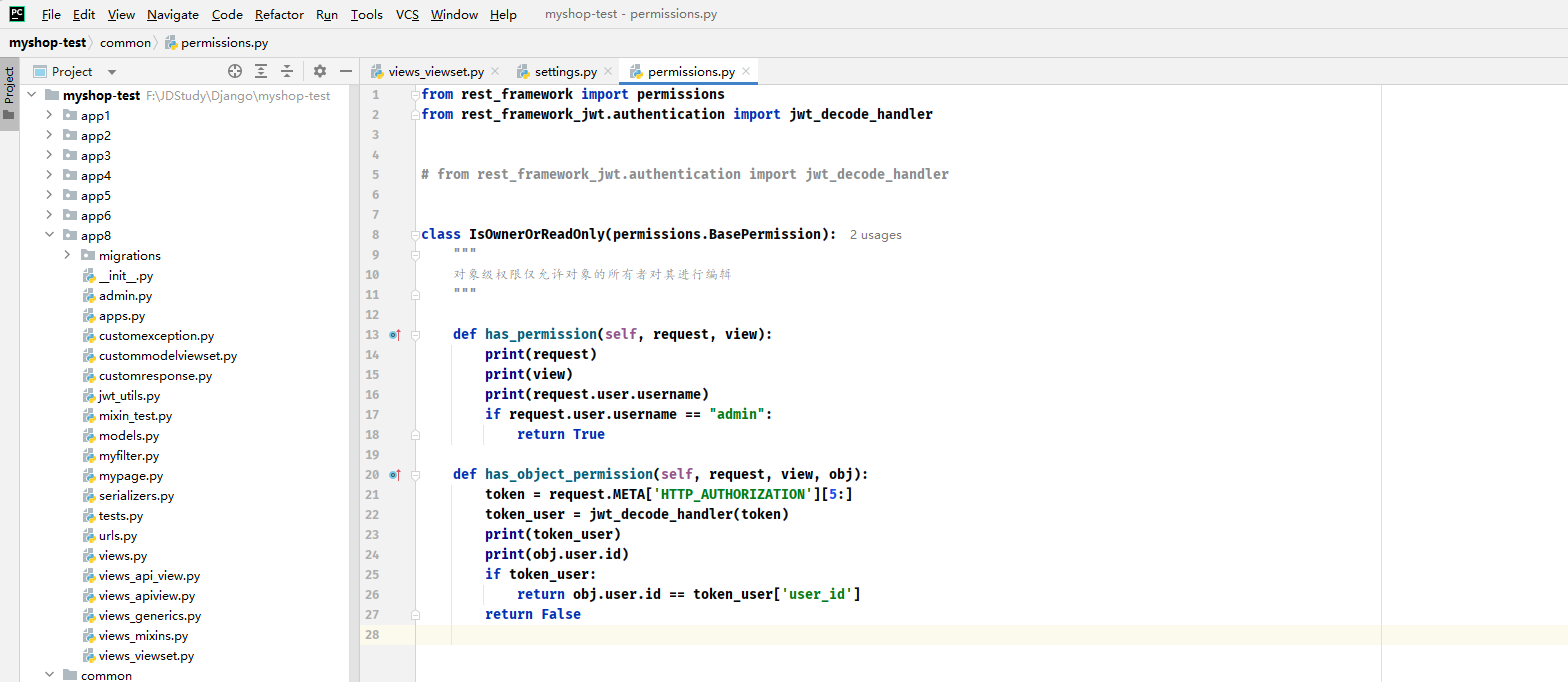 PC File Edit View Navigate Code Refactor Run Tools VCS Window Help myshop-test - permissions.py
myshop-test common permissions.py
Project Project views_viewset.py settings.py permissions.py
myshop-test F:\JDStudy\Django\myshop-test
app1
app2
app3
app4
app5
app6
app8
migrations
__init__.py
admin.py
apps.py
customexception.py
custommodelviewset.py
customresponse.py
jwt_utils.py
mixin_test.py
models.py
myfilter.py
mypage.py
serializers.py
tests.py
urls.py
views.py
views_api_view.py
views_apiview.py
views_generics.py
views_mixins.py
views_viewset.py
common
1 from rest_framework import permissions
2 from rest_framework_jwt.authentication import jwt_decode_handler
3
4
5 # from rest_framework_jwt.authentication import jwt_decode_handler
6
7
8 class IsOwnerOrReadOnly(permissions.BasePermission): 2 usages
9 """
10 对象级权限仅允许对象的所有者对其进行编辑
11 """
12
13 def has_permission(self, request, view):
14 print(request)
15 print(view)
16 print(request.user.username)
17 if request.user.username == "admin":
18 return True
19
20 def has_object_permission(self, request, view, obj):
21 token = request.META['HTTP_AUTHORIZATION'][5:]
22 token_user = jwt_decode_handler(token)
23 print(token_user)
24 print(obj.user.id)
25 if token_user:
26 return obj.user.id == token_user['user_id']
27 return False
28